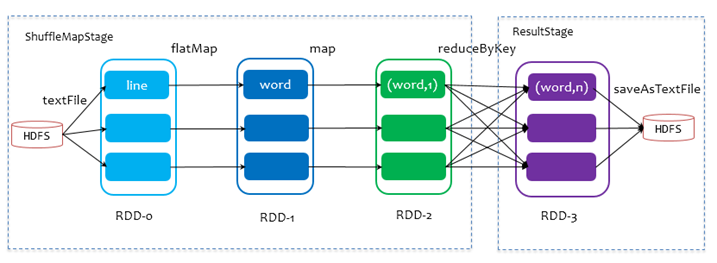 ShuffleMapStage
ResultStage
flatMap
map
reduceByKey
textFile
line
word
(word,1)
(word,n)
saveAsTextFile
HDFS
HDFS
RDD-0
RDD-1
RDD-2
RDD-3